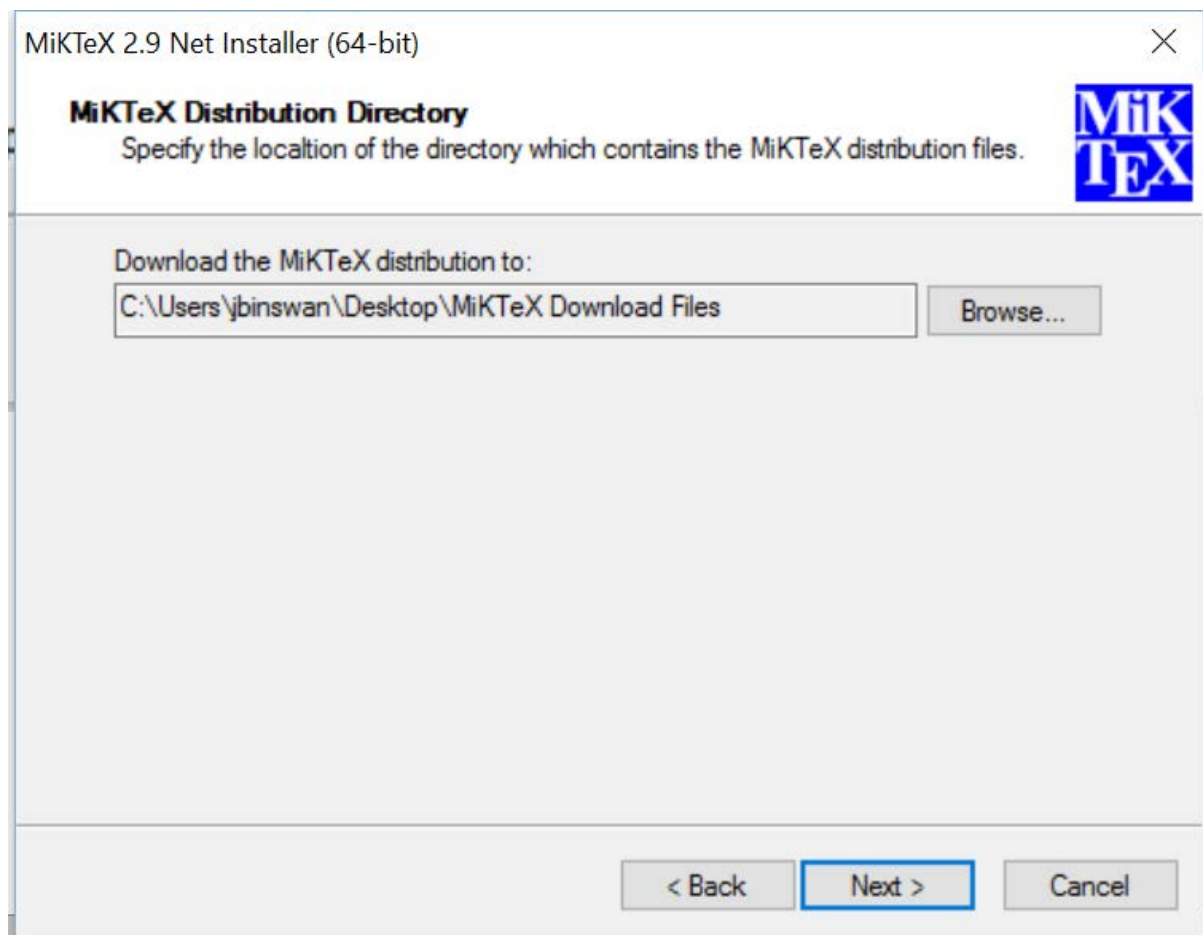 MiKTeX 2.9 Net Installer (64-bit)
MiKTeX Distribution Directory
Specify the localtion of the directory which contains the MiKTeX distribution files.
MiK
TEX
Download the MiKTeX distribution to:
C:\Users\jbinswan\Desktop\MiKTeX Download Files
Browse...
< Back
Next >
Cancel